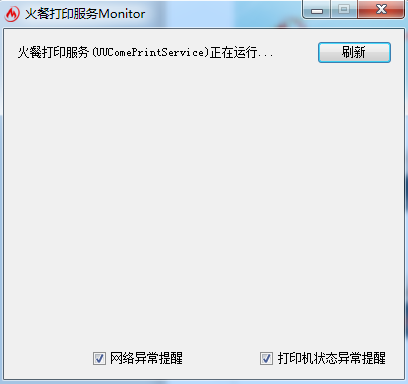 火餐打印服务Monitor
火餐打印服务(UUComePrintService)正在运行...
刷新
网络异常提醒
打印机状态异常提醒